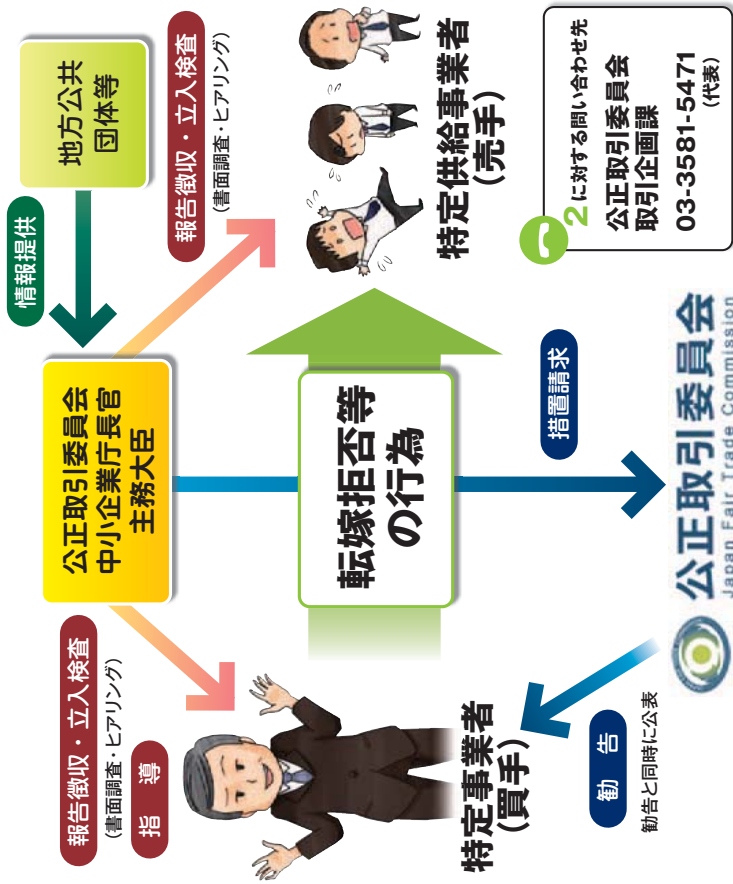 地方公共
団体等
情報提供
公正取引委員会
中小企業庁長官
主務大臣
報告徴収・立入検査
(書面調査・ヒアリング)
指 導
報告徴収・立入検査
(書面調査・ヒアリング)
転嫁拒否等
の行為
特定事業者
(買手)
特定供給事業者
(売手)
措置請求
勧 告
勧告と同時に公表
公正取引委員会
Japan Fair Trade Commission
2に対する問い合わせ先
公正取引委員会
取引企画課
03-3581-5471
(代表)